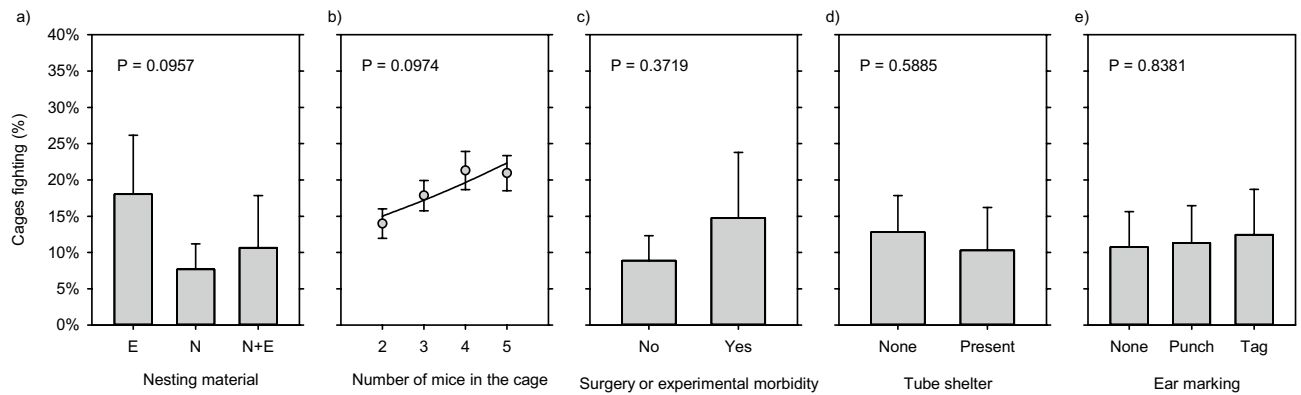 a)
b)
c)
d)
e)
40%
35%
30%
25%
20%
15%
10%
5%
0%
Cages fighting (%)
P = 0.0957
E N N+E
Nesting material
P = 0.0974
2 3 4 5
Number of mice in the cage
P = 0.3719
No Yes
Surgery or experimental morbidity
P = 0.5885
None Present
Tube shelter
P = 0.8381
None Punch Tag
Ear marking